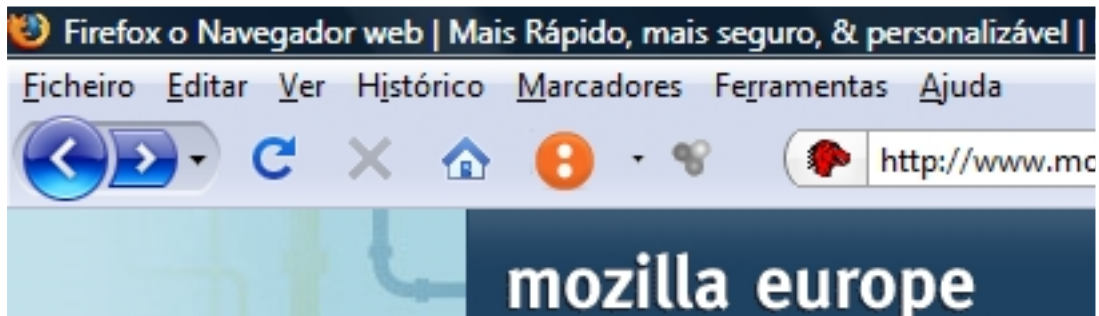 Firefox o Navegador web | Mais Rápido, mais seguro, & personalizável |
Ficheiro Editar Ver Histórico Marcadores Ferramentas Ajuda
http://www.mo
mozilla europe